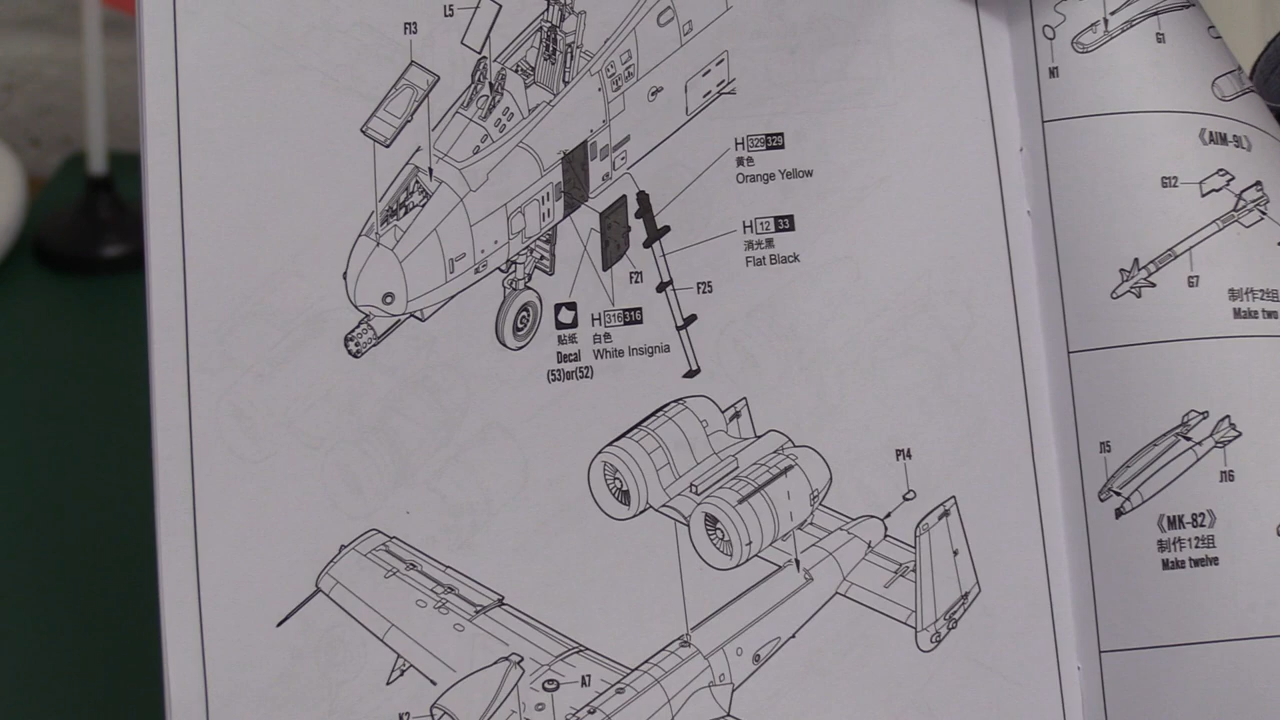 L5
F13
H 329 329
黄色
Orange Yellow
H 12 33
消光黑
Flat Black
F21
F25
贴纸
Decal
(53)or(52)
H 316 316
白色
White Insignia
P14
A7
K2
G1
N1
《AIM-9L》
G12
G7
制作2组
Make two
J15
J16
《MK-82》
制作12组
Make twelve